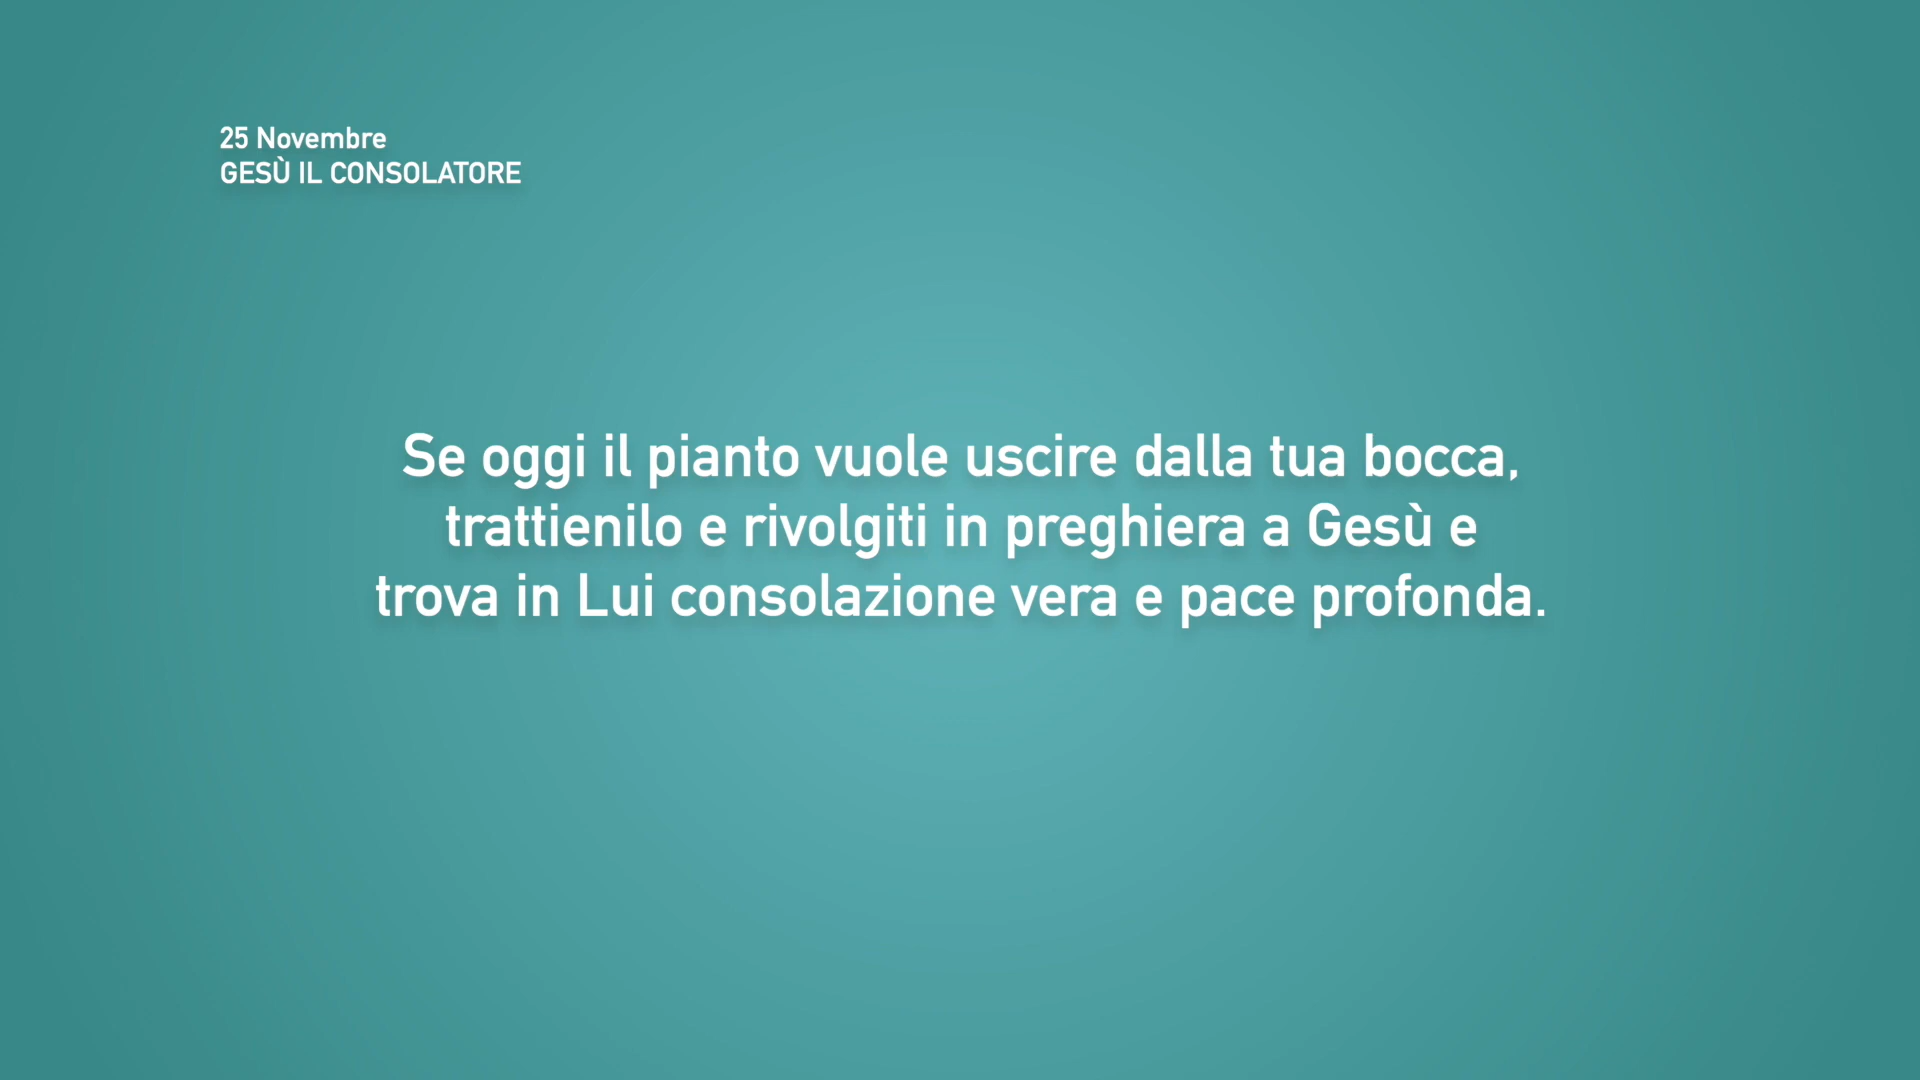 25 Novembre
GESÙ IL CONSOLATORE
Se oggi il pianto vuole uscire dalla tua bocca,
trattienilo e rivolgiti in preghiera a Gesù e
trova in Lui consolazione vera e pace profonda.